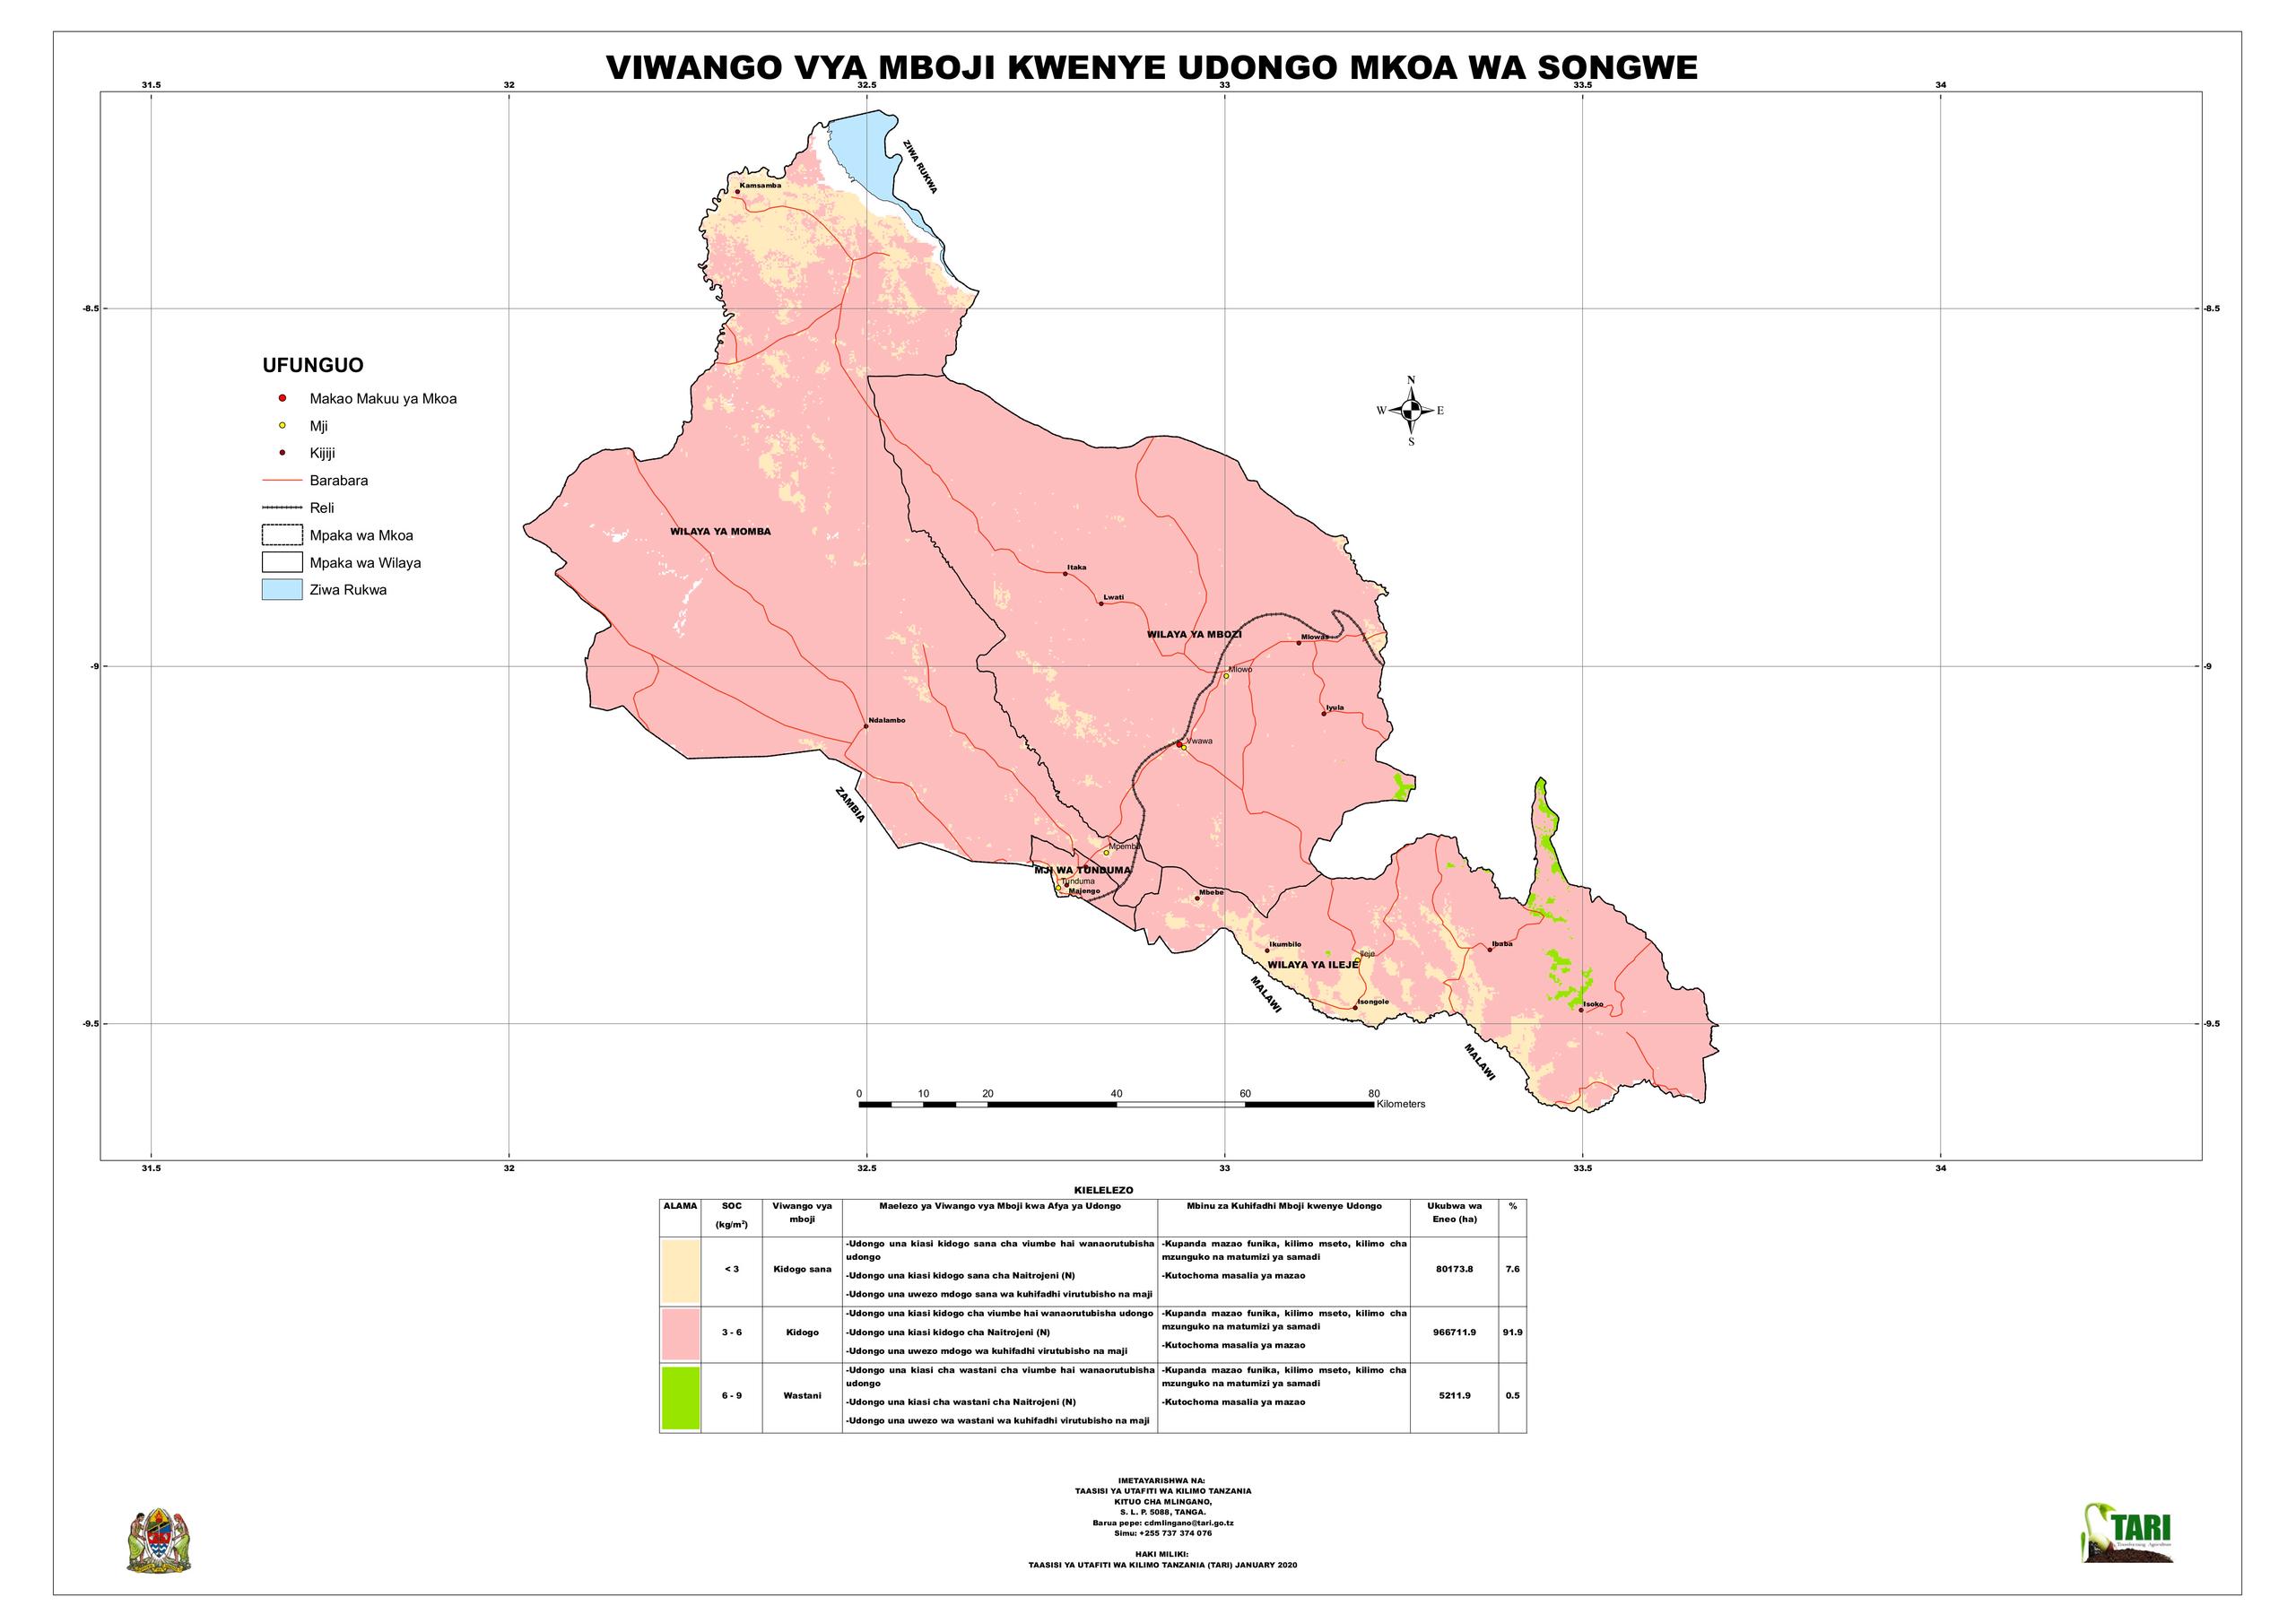 VIWANGO VYA MBOJI KWENYE UDONGO MKOA WA SONGWE
31.5 32 32.5 33 33.5 34
ZIWA RUKWA
Kamsamba
-8.5 -8.5
UFUNGUO
Makao Makuu ya Mkoa
Mji
Kijiji
Barabara
Reli
Mpaka wa Mkoa
Mpaka wa Wilaya
Ziwa Rukwa
N
W E
S
WILAYA YA MOMBA
Itaka
Lwati
WILAYA YA MBOZI
Mlowas
-9 -9
Mlowo
Iyula
Ndalambo
Vwawa
ZAMBIA
Mpemba
MJI WA TUNDUMA
Tunduma
Majengo
Mbebe
Ikumbilo
Ileje
Ibaba
WILAYA YA ILEJE
MALAWI
Isongole
Isoko
-9.5 -9.5
MALAWI
0 10 20 40 60 80
Kilometers
31.5 32 32.5 33 33.5 34
KIELELEZO
ALAMA SOC (kg/m²) Viwango vya mboji Maelezo ya Viwango vya Mboji kwa Afya ya Udongo Mbinu za Kuhifadhi Mboji kwenye Udongo Ukubwa wa Eneo (ha) %
< 3
Kidogo sana
-Udongo una kiasi kidogo sana cha viumbe hai wanaorutubisha
udongo
-Udongo una kiasi kidogo sana cha Naitrojeni (N)
-Udongo una uwezo mdogo sana wa kuhifadhi virutubisho na maji
-Kupanda mazao funika, kilimo mseto, kilimo cha
mzunguko na matumizi ya samadi
-Kutochoma masalia ya mazao
80173.8
7.6
3 - 6
Kidogo
-Udongo una kiasi kidogo cha viumbe hai wanaorutubisha udongo
-Udongo una kiasi kidogo cha Naitrojeni (N)
-Udongo una uwezo mdogo wa kuhifadhi virutubisho na maji
-Kupanda mazao funika, kilimo mseto, kilimo cha
mzunguko na matumizi ya samadi
-Kutochoma masalia ya mazao
966711.9
91.9
6 - 9
Wastani
-Udongo una kiasi cha wastani cha viumbe hai wanaorutubisha
udongo
-Udongo una kiasi cha wastani cha Naitrojeni (N)
-Udongo una uwezo wa wastani wa kuhifadhi virutubisho na maji
-Kupanda mazao funika, kilimo mseto, kilimo cha
mzunguko na matumizi ya samadi
-Kutochoma masalia ya mazao
5211.9
0.5
IMETAYARISHWA NA:
TAASISI YA UTAFITI WA KILIMO TANZANIA
KITUO CHA MLINGANO,
S. L. P. 5088, TANGA.
Barua pepe: cdmlingano@tari.go.tz
Simu: +255 737 374 076
HAKI MILIKI:
TAASISI YA UTAFITI WA KILIMO TANZANIA (TARI) JANUARY 2020
TARI